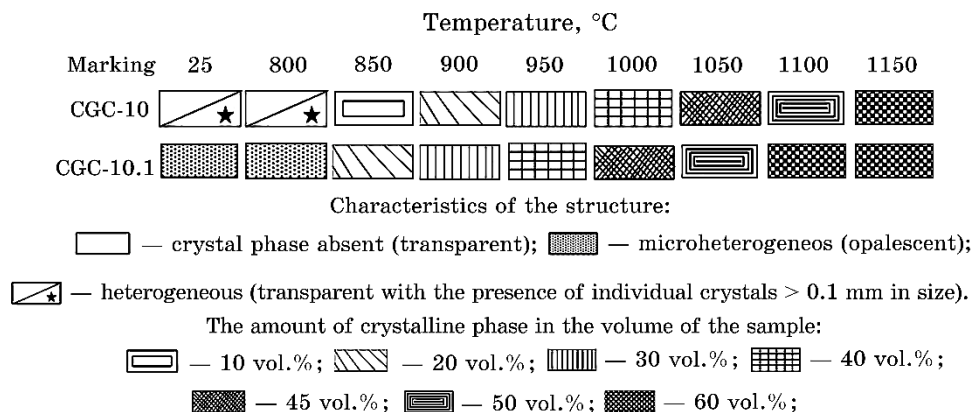 Temperature, °C
Marking 25 800 850 900 950 1000 1050 1100 1150
CGC-10
CGC-10.1
Characteristics of the structure:
— crystal phase absent (transparent); — microheterogeneos (opalescent);
— heterogeneous (transparent with the presence of individual crystals > 0.1 mm in size).
The amount of crystalline phase in the volume of the sample:
— 10 vol.%; — 20 vol.%; — 30 vol.%; — 40 vol.%;
— 45 vol.%; — 50 vol.%; — 60 vol.%;